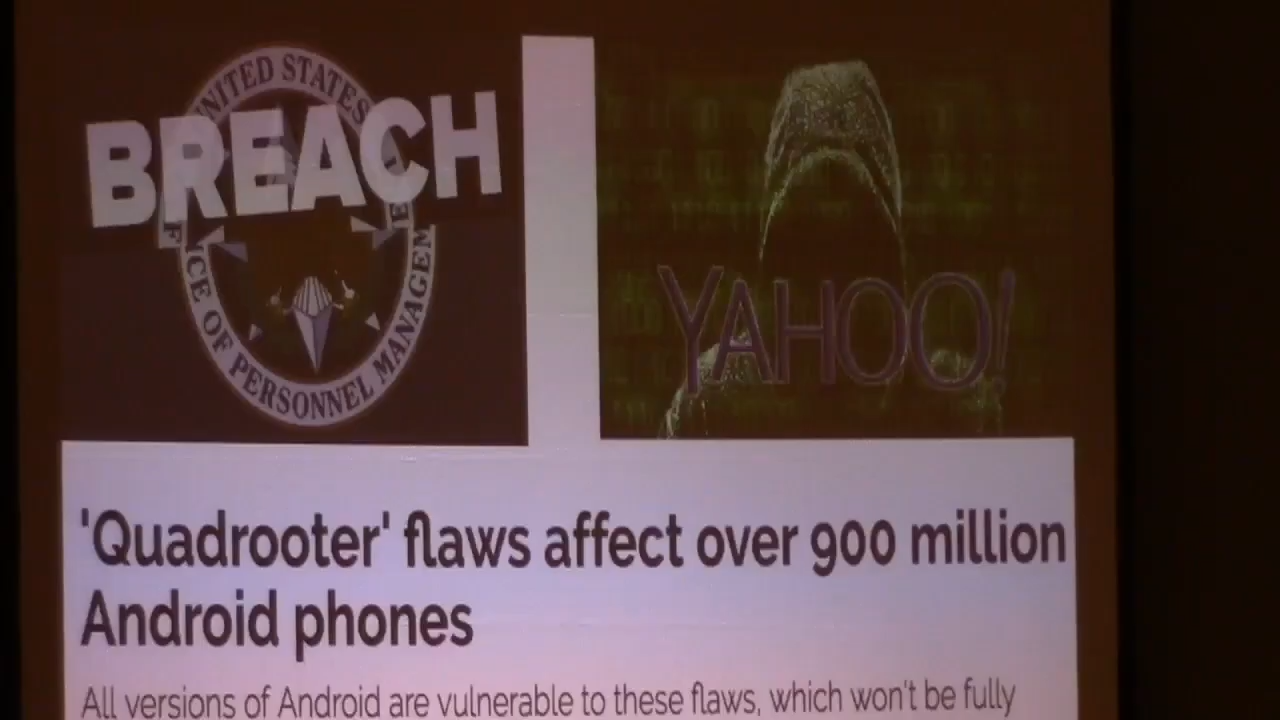 UNITED STATES
BREACH
OFFICE OF PERSONNEL MANAGEM
YAHOO!
'Quadrooter' flaws affect over 900 million
Android phones
All versions of Android are vulnerable to these flaws, which won't be fully